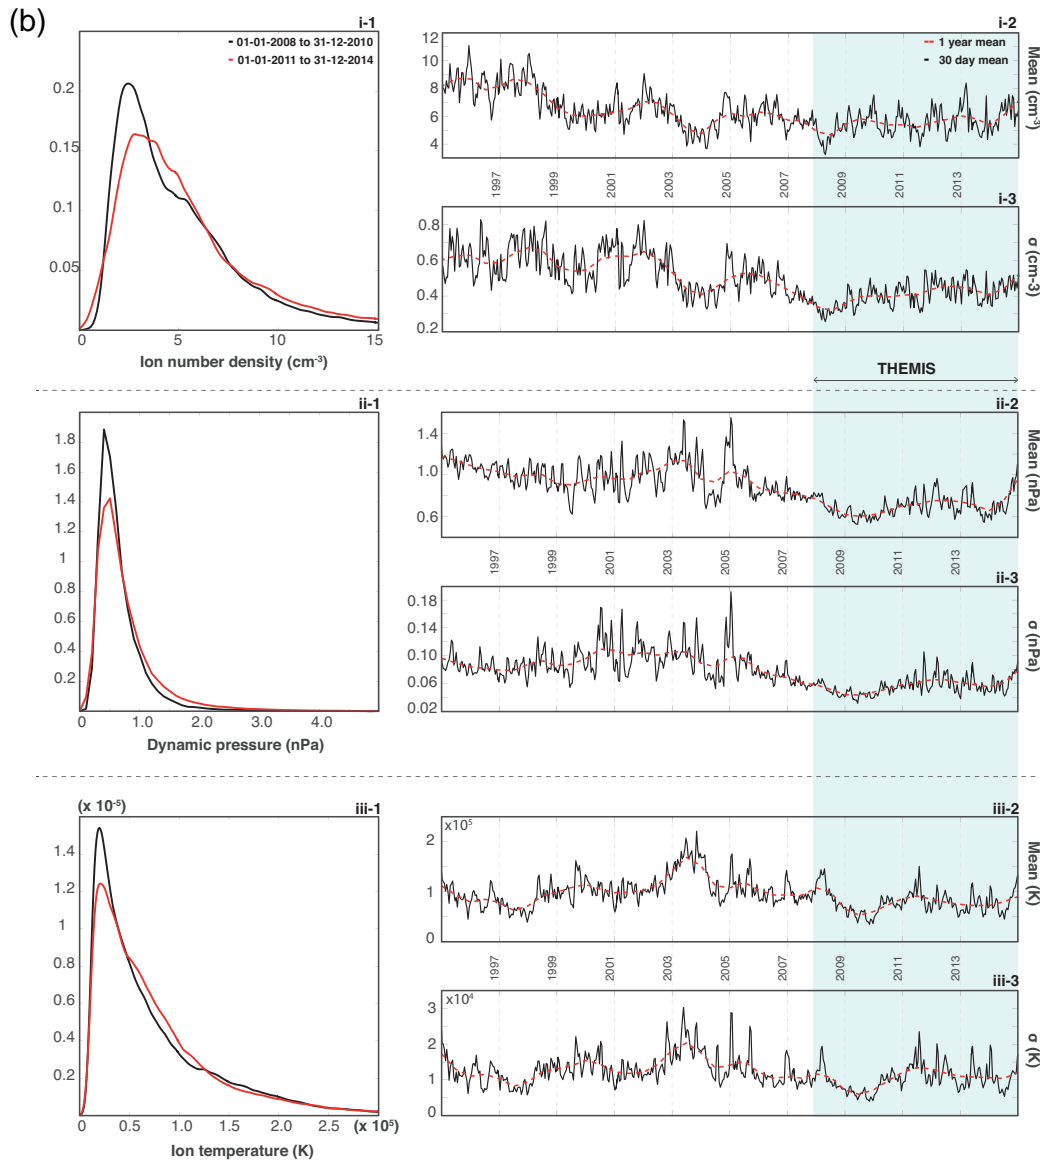 (b)
i-1
01-01-2008 to 31-12-2010
01-01-2011 to 31-12-2014
0.2
0.15
0.1
0.05
0 5 10 15
Ion number density (cm⁻³)
i-2
1 year mean
30 day mean
12
10
8
6
4
Mean (cm⁻³)
1997 1999 2001 2003 2005 2007 2009 2011 2013
i-3
0.8
0.6
0.4
0.2
σ (cm-3)
THEMIS
ii-1
1.8
1.6
1.4
1.2
1
0.8
0.6
0.4
0.2
0 1.0 2.0 3.0 4.0
Dynamic pressure (nPa)
ii-2
1.4
1.0
0.6
Mean (nPa)
1997 1999 2001 2003 2005 2007 2009 2011 2013
ii-3
0.18
0.14
0.10
0.06
0.02
σ (nPa)
(x 10⁻⁵)
iii-1
1.4
1.2
1
0.8
0.6
0.4
0.2
0 0.5 1.0 1.5 2.0 2.5
(x 10⁵)
Ion temperature (K)
iii-2
x10⁵
2
1
0
Mean (K)
1997 1999 2001 2003 2005 2007 2009 2011 2013
iii-3
x10⁴
3
2
1
0
σ (K)